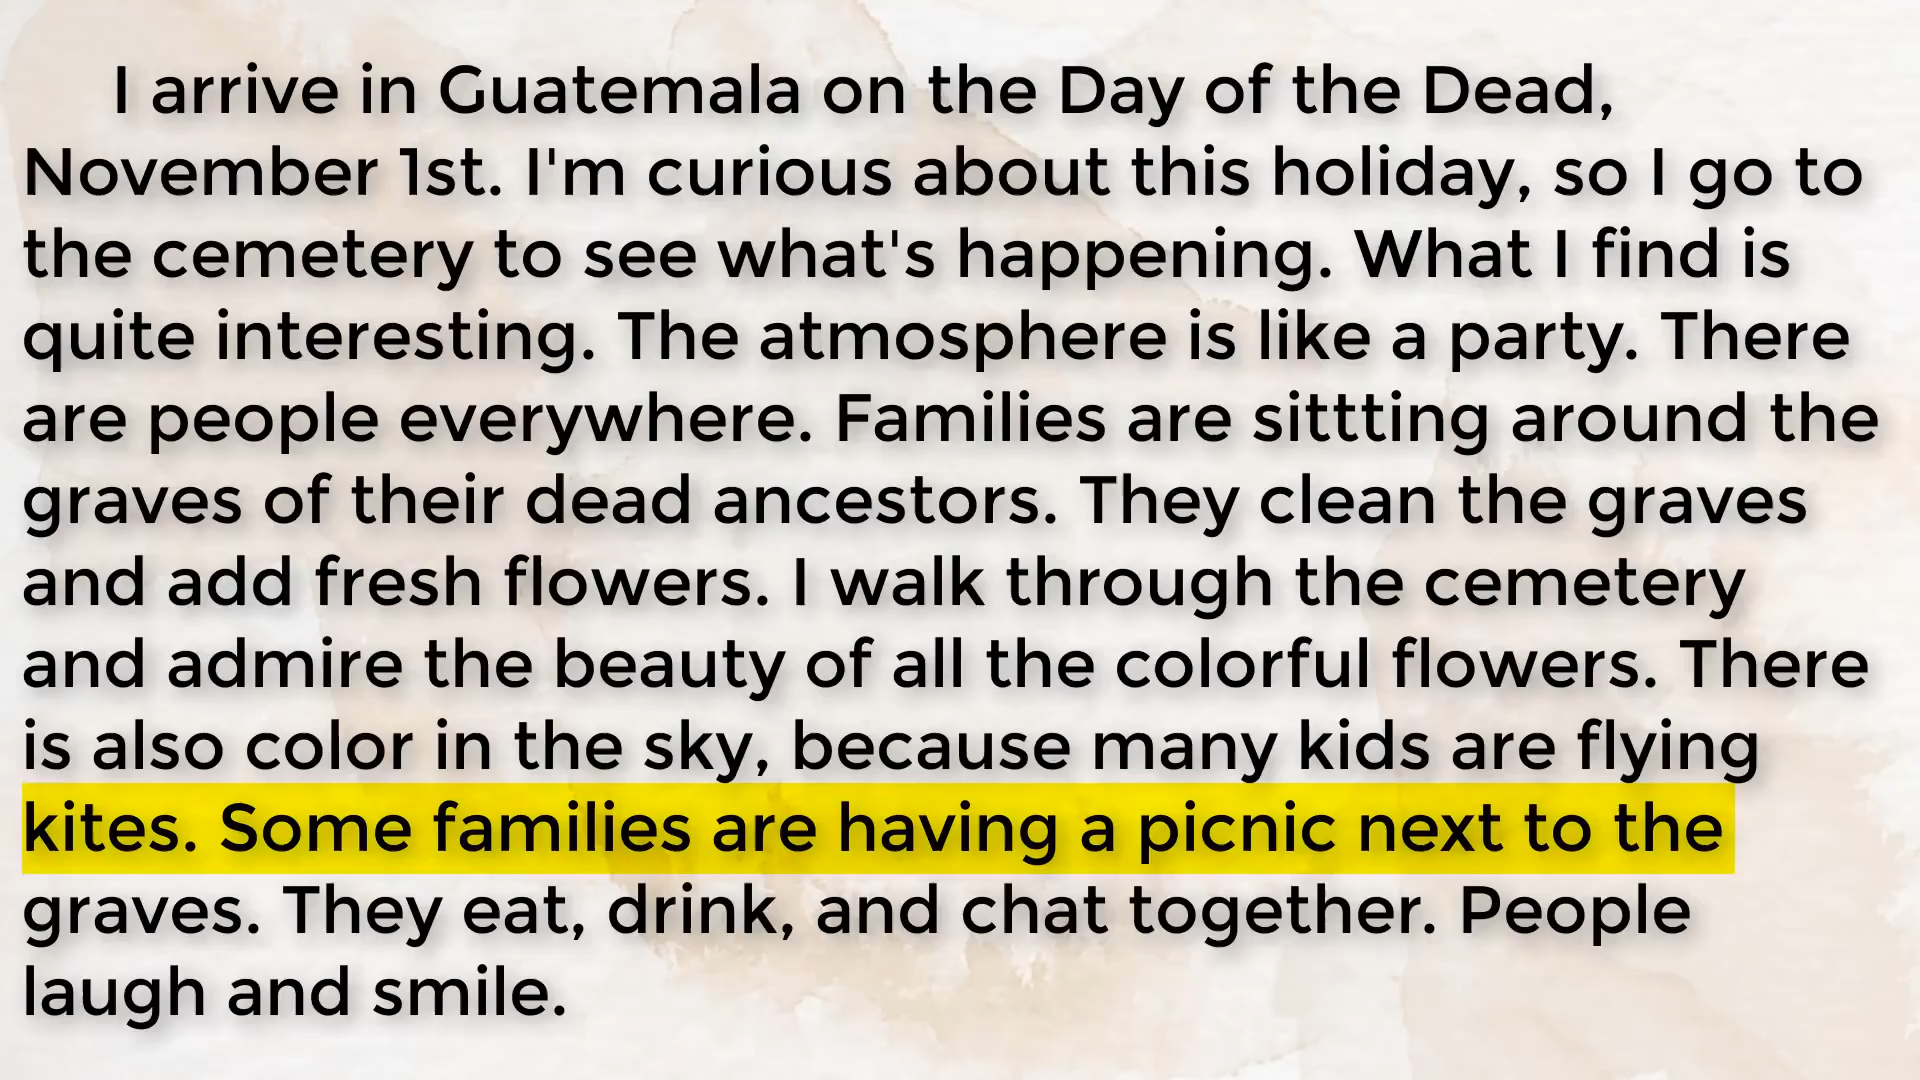 I arrive in Guatemala on the Day of the Dead,
November 1st. I'm curious about this holiday, so I go to
the cemetery to see what's happening. What I find is
quite interesting. The atmosphere is like a party. There
are people everywhere. Families are sittting around the
graves of their dead ancestors. They clean the graves
and add fresh flowers. I walk through the cemetery
and admire the beauty of all the colorful flowers. There
is also color in the sky, because many kids are flying
kites. Some families are having a picnic next to the
graves. They eat, drink, and chat together. People
laugh and smile.